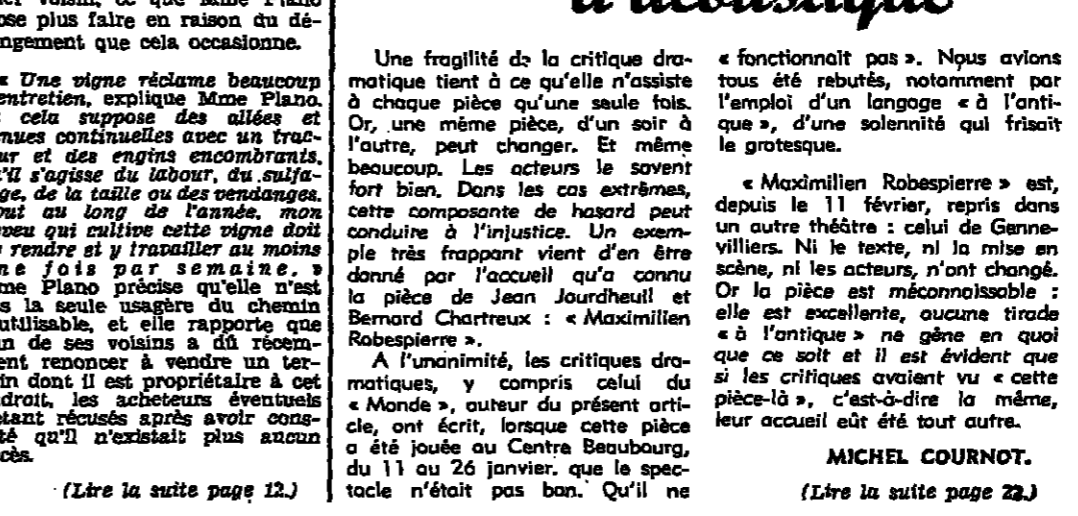 ose plus faire en raison du dé-
ngement que cela occasionne.
« Une vigne réclame beaucoup
entretien, explique Mme Plano.
cela suppose des allées et
nues continuelles avec un trac-
ur et des engins encombrants.
'il s'agisse du labour, du sulfa-
ge, de la taille ou des vendanges.
out au long de l'année, mon
veu qui cultive cette vigne doit
rendre et y travailler au moins
ne fois par semaine. »
me Plano précise qu'elle n'est
s la seule usagère du chemin
utilisable, et elle rapporte que
n de ses voisins a dû récem-
ent renoncer à vendre un ter-
in dont il est propriétaire à cet
droit, les acheteurs éventuels
étant récusés après avoir cons-
té qu'il n'existait plus aucun
cès.
(Lire la suite page 12.)
d'acoustique
Une fragilité de la critique dra-
matique tient à ce qu'elle n'assiste
à chaque pièce qu'une seule fois.
Or, une même pièce, d'un soir à
l'autre, peut changer. Et même
beaucoup. Les acteurs le savent
fort bien. Dans les cas extrêmes,
cette composante de hasard peut
conduire à l'injustice. Un exem-
ple très frappant vient d'en être
donné par l'accueil qu'a connu
la pièce de Jean Jourdheuil et
Bernard Chartreux : « Maximilien
Robespierre ».
A l'unanimité, les critiques dra-
matiques, y compris celui du
« Monde », auteur du présent arti-
cle, ont écrit, lorsque cette pièce
a été jouée au Centre Beaubourg,
du 11 au 26 janvier, que le spec-
tacle n'était pas bon. Qu'il ne
« fonctionnait pas ». Nous avions
tous été rebutés, notamment par
l'emploi d'un langage « à l'anti-
que », d'une solennité qui frisait
le grotesque.
« Maximilien Robespierre » est,
depuis le 11 février, repris dans
un autre théâtre : celui de Genne-
villiers. Ni le texte, ni la mise en
scène, ni les acteurs, n'ont changé.
Or la pièce est méconnaissable :
elle est excellente, aucune tirade
« à l'antique » ne gêne en quoi
que ce soit et il est évident que
si les critiques avaient vu « cette
pièce-là », c'est-à-dire la même,
leur accueil eût été tout autre.
MICHEL COURNOT.
(Lire la suite page 22.)